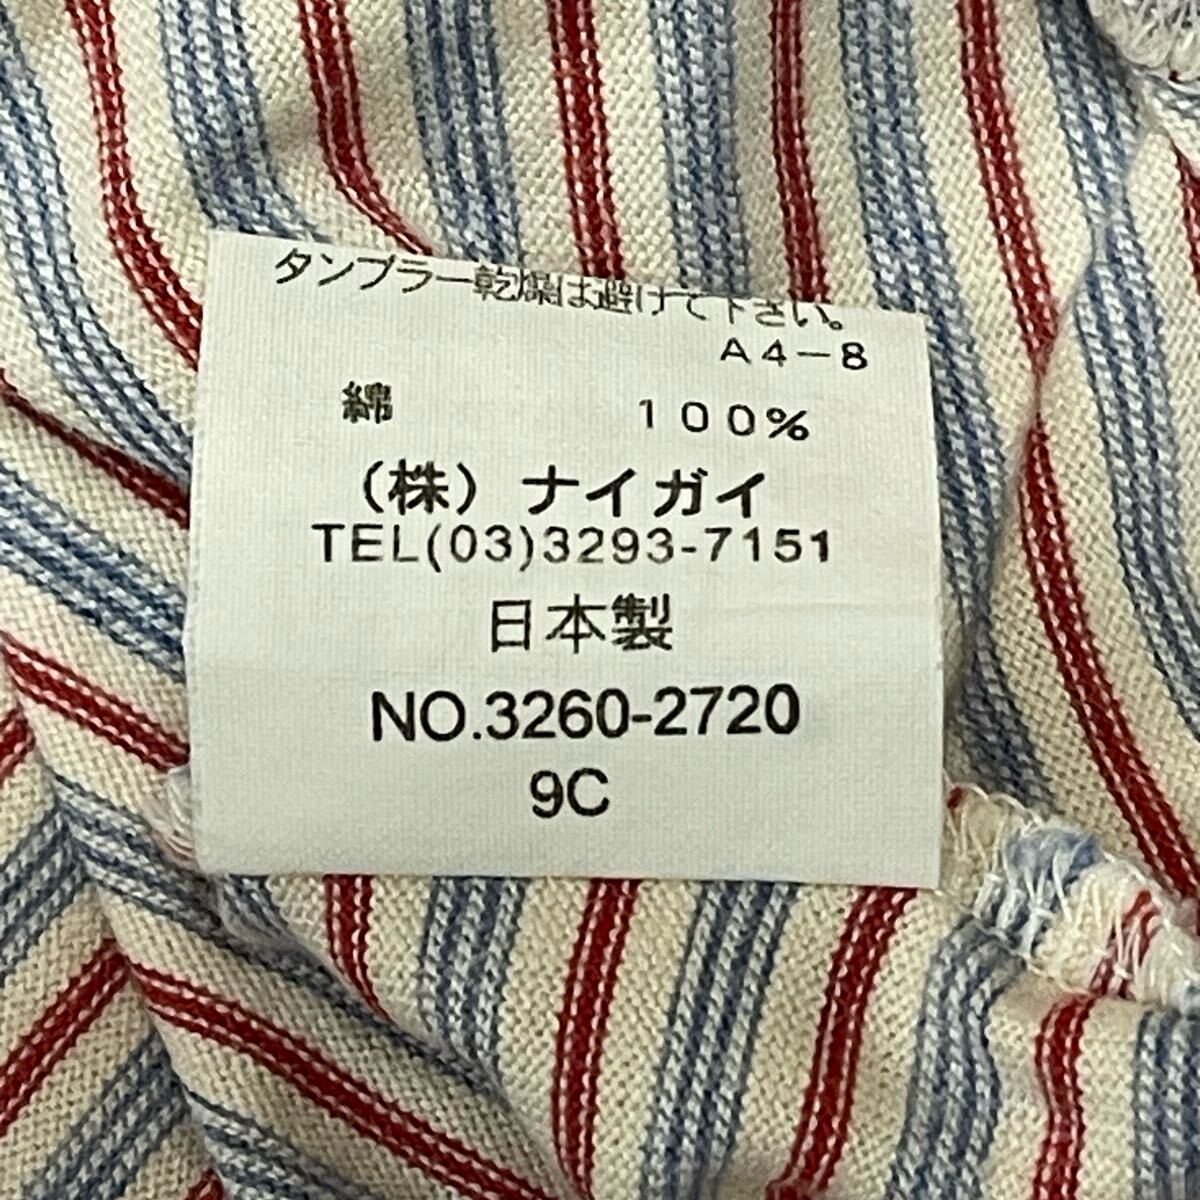 タンブラー乾燥は避けて下さい。
A4-8
綿 100%
(株) ナイガイ
TEL(03)3293-7151
日本製
NO.3260-2720
9C